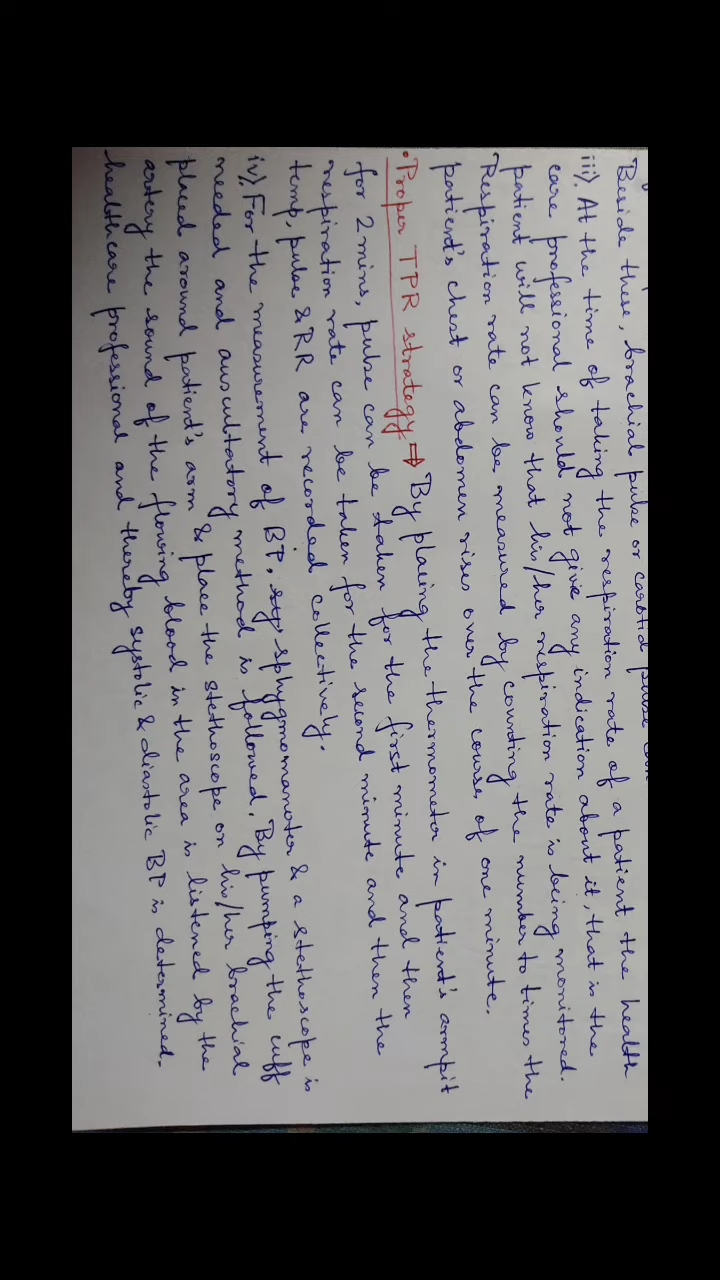 Beside these, brachial pulse or carotid pulse can
iii). At the time of taking the respiration rate of a patient the health
care professional should not give any indication about it, that is the
patient will not know that his/her respiration rate is being monitored.
Respiration rate can be measured by counting the number to times the
patient's chest or abdomen rises over the course of one minute.
• Proper TPR strategy ⇒ By placing the thermometer in patient's armpit
for 2 mins, pulse can be taken for the first minute and then
respiration rate can be taken for the second minute and then the
temp, pulse & RR are recorded collectively.
iv). For the measurement of BP, sphygmomanoter & a stethoscope is
needed and auscultatory method is followed. By pumping the cuff
placed around patient's arm & place the stethoscope on his/her brachial
artery the sound of the flowing blood in the area is listened by the
healthcare professional and thereby systolic & diastolic BP is determined.